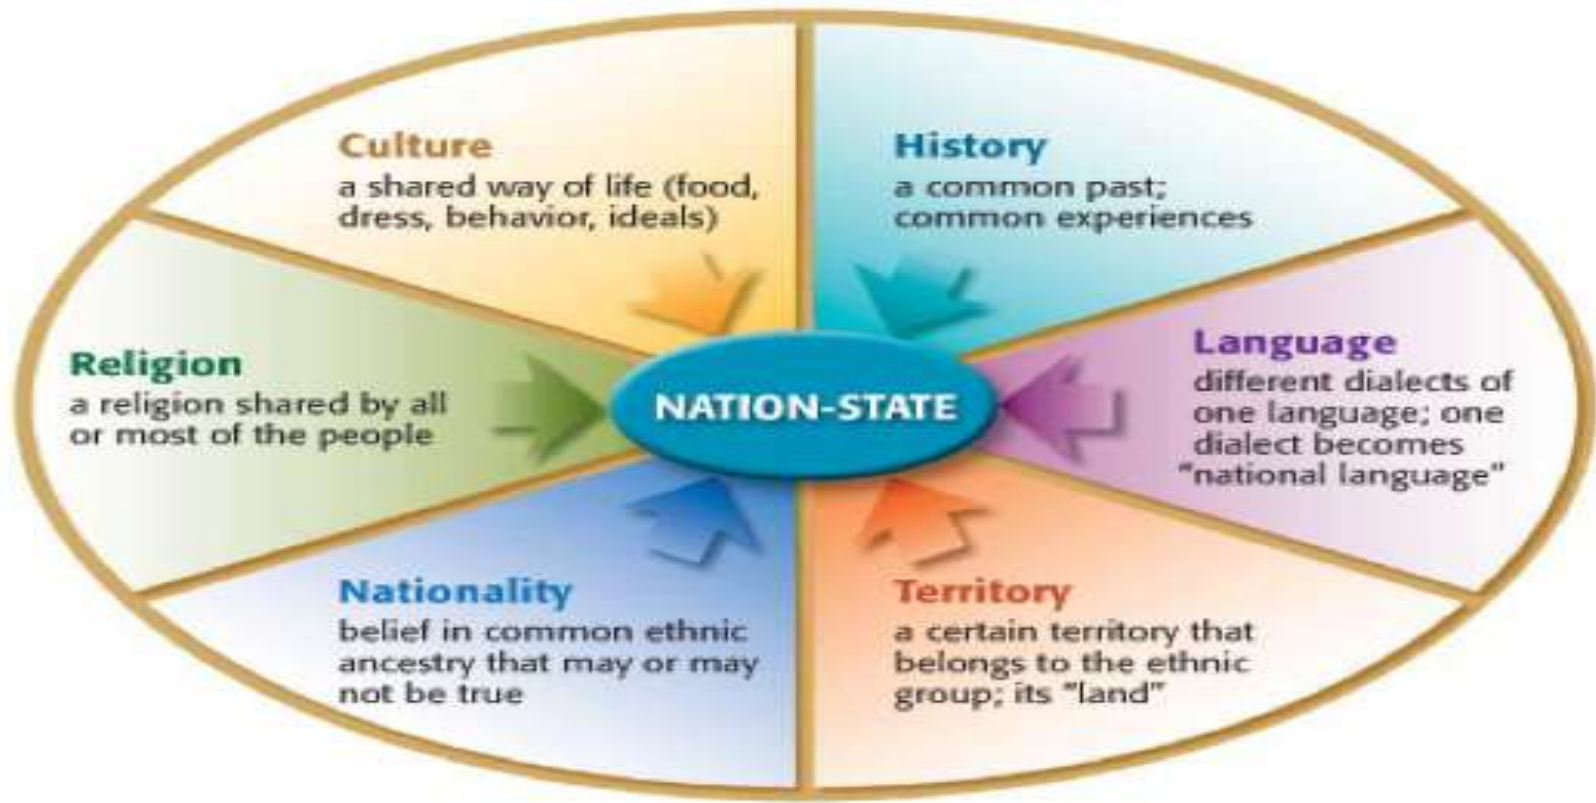 Culture
a shared way of life (food,
dress, behavior, ideals)
History
a common past;
common experiences
Religion
a religion shared by all
or most of the people
NATION-STATE
Language
different dialects of
one language; one
dialect becomes
"national language"
Nationality
belief in common ethnic
ancestry that may or may
not be true
Territory
a certain territory that
belongs to the ethnic
group; its "land"